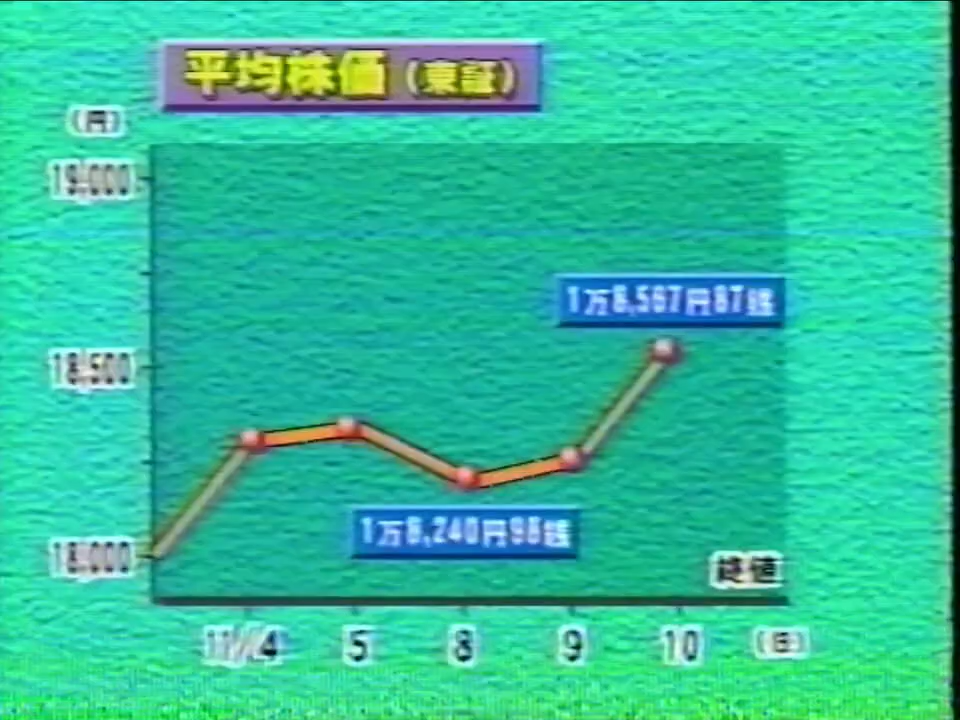 平均株価（東証）
（円）
19,000
1万8,567円87銭
18,500
1万8,240円98銭
18,000
終値
11/4 5 8 9 10 （日）